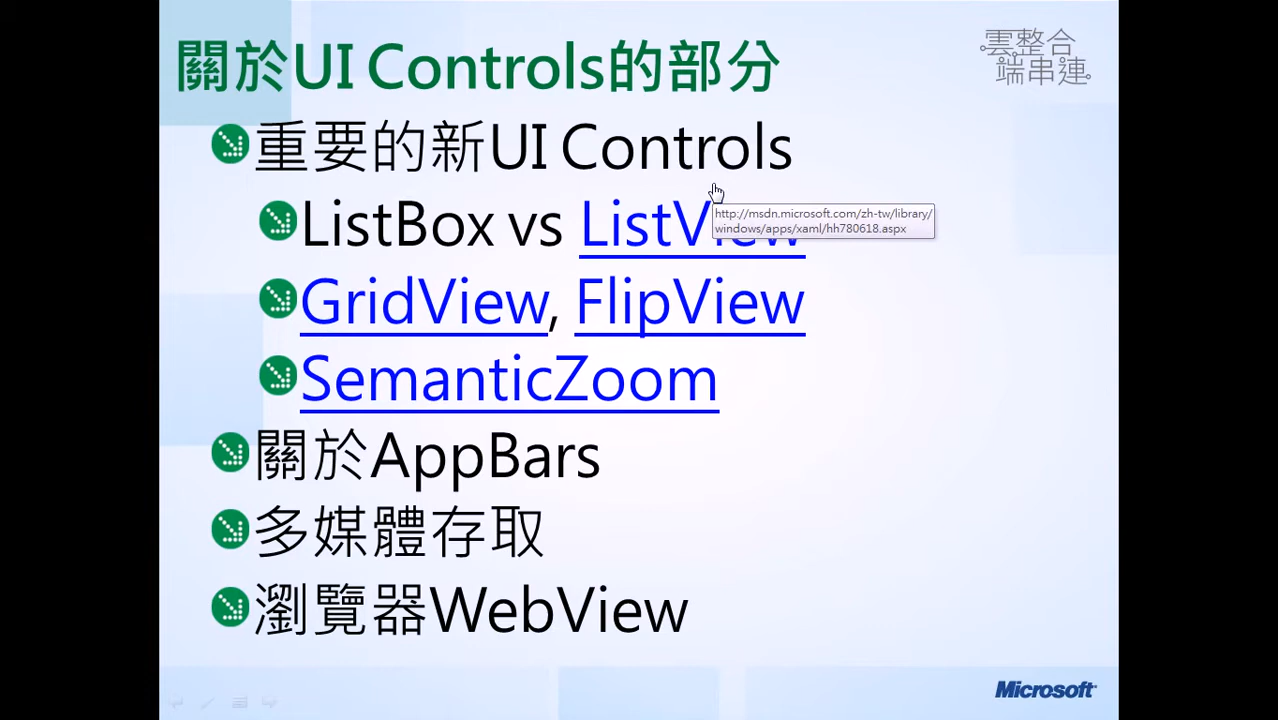 關於UI Controls的部分
雲整合
端串連
重要的新UI Controls
ListBox vs ListView
http://msdn.microsoft.com/zh-tw/library/
windows/apps/xaml/hh780618.aspx
GridView, FlipView
SemanticZoom
關於AppBars
多媒體存取
瀏覽器WebView
Microsoft